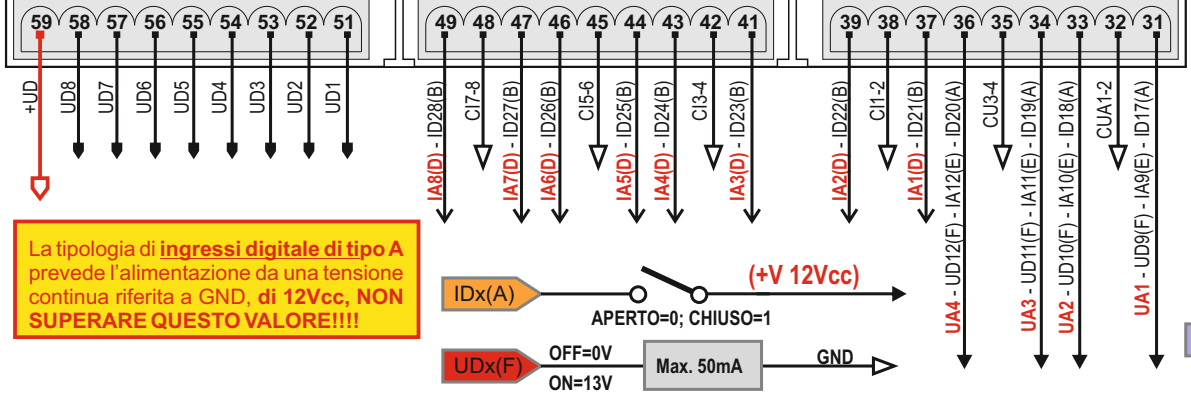 59 58 57 56 55 54 53 52 51
49 48 47 46 45 44 43 42 41
39 38 37 36 35 34 33 32 31
+UD
UD8
UD7
UD6
UD5
UD4
UD3
UD2
UD1
IA8(D) - ID28(B)
CI7-8
IA7(D) - ID27(B)
IA6(D) - ID26(B)
CI5-6
IA5(D) - ID25(B)
IA4(D) - ID24(B)
CI3-4
IA3(D) - ID23(B)
IA2(D) - ID22(B)
CI1-2
IA1(D) - ID21(B)
UA4 - UD12(F) - IA12(E) - ID20(A)
CU3-4
UA3 - UD11(F) - IA11(E) - ID19(A)
UA2 - UD10(F) - IA10(E) - ID18(A)
CUA1-2
UA1 - UD9(F) - IA9(E) - ID17(A)
La tipologia di ingressi digitale di tipo A
prevede l'alimentazione da una tensione
continua riferita a GND, di 12Vcc, NON
SUPERARE QUESTO VALORE!!!!
IDx(A)
(+V 12Vcc)
APERTO=0; CHIUSO=1
UDx(F)
OFF=0V
ON=13V
Max. 50mA
GND